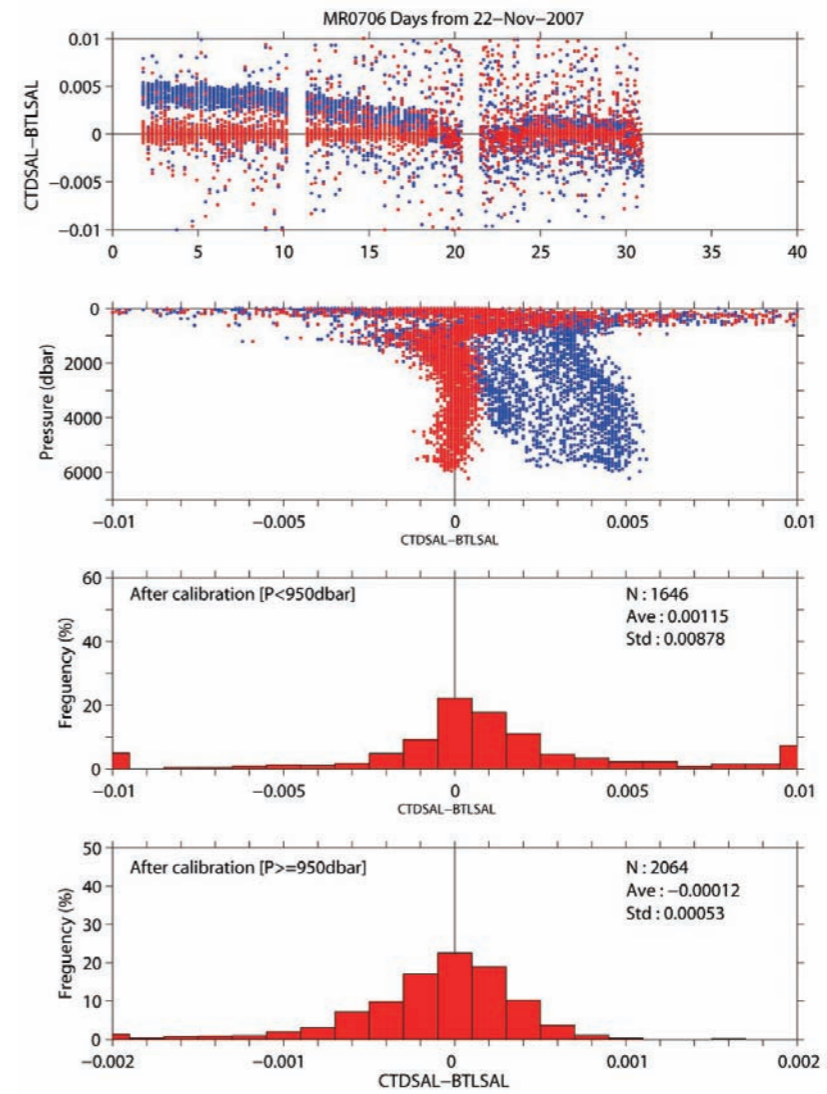 MR0706 Days from 22−Nov−2007
CTDSAL−BTLSAL
0.01
0.005
0
−0.005
−0.01
0 5 10 15 20 25 30 35 40
Pressure (dbar)
0
2000
4000
6000
−0.01 −0.005 0 0.005 0.01
CTDSAL−BTLSAL
Freguency (%)
60
40
20
0
After calibration [P<950dbar]
N : 1646
Ave : 0.00115
Std : 0.00878
−0.01 −0.005 0 0.005 0.01
CTDSAL−BTLSAL
Freguency (%)
50
40
30
20
10
0
After calibration [P>=950dbar]
N : 2064
Ave : −0.00012
Std : 0.00053
−0.002 −0.001 0 0.001 0.002
CTDSAL−BTLSAL